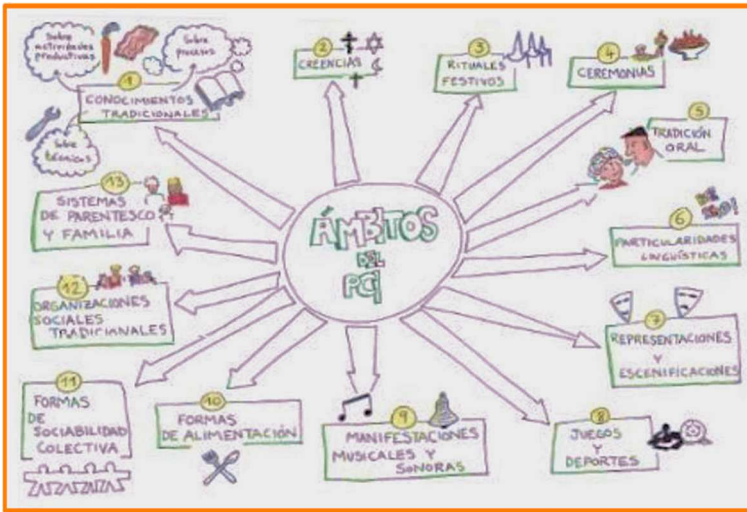 ÁMBITOS
DEL
PCI
1
CONOCIMIENTOS
TRADICIONALES
Sobre
actividades
productivas
Sobre
procesos
Sobre
técnicas
2
CREENCIAS
3
RITUALES
FESTIVOS
4
CEREMONIAS
5
TRADICIÓN
ORAL
6
PARTICULARIDADES
LINGÜÍSTICAS
7
REPRESENTACIONES
Y
ESCENIFICACIONES
8
JUEGOS
Y
DEPORTES
9
MANIFESTACIONES
MUSICALES Y
SONORAS
10
FORMAS
DE ALIMENTACIÓN
11
FORMAS
DE
SOCIABILIDAD
COLECTIVA
12
ORGANIZACIONES
SOCIALES
TRADICIONALES
13
SISTEMAS
DE PARENTESCO
Y FAMILIA